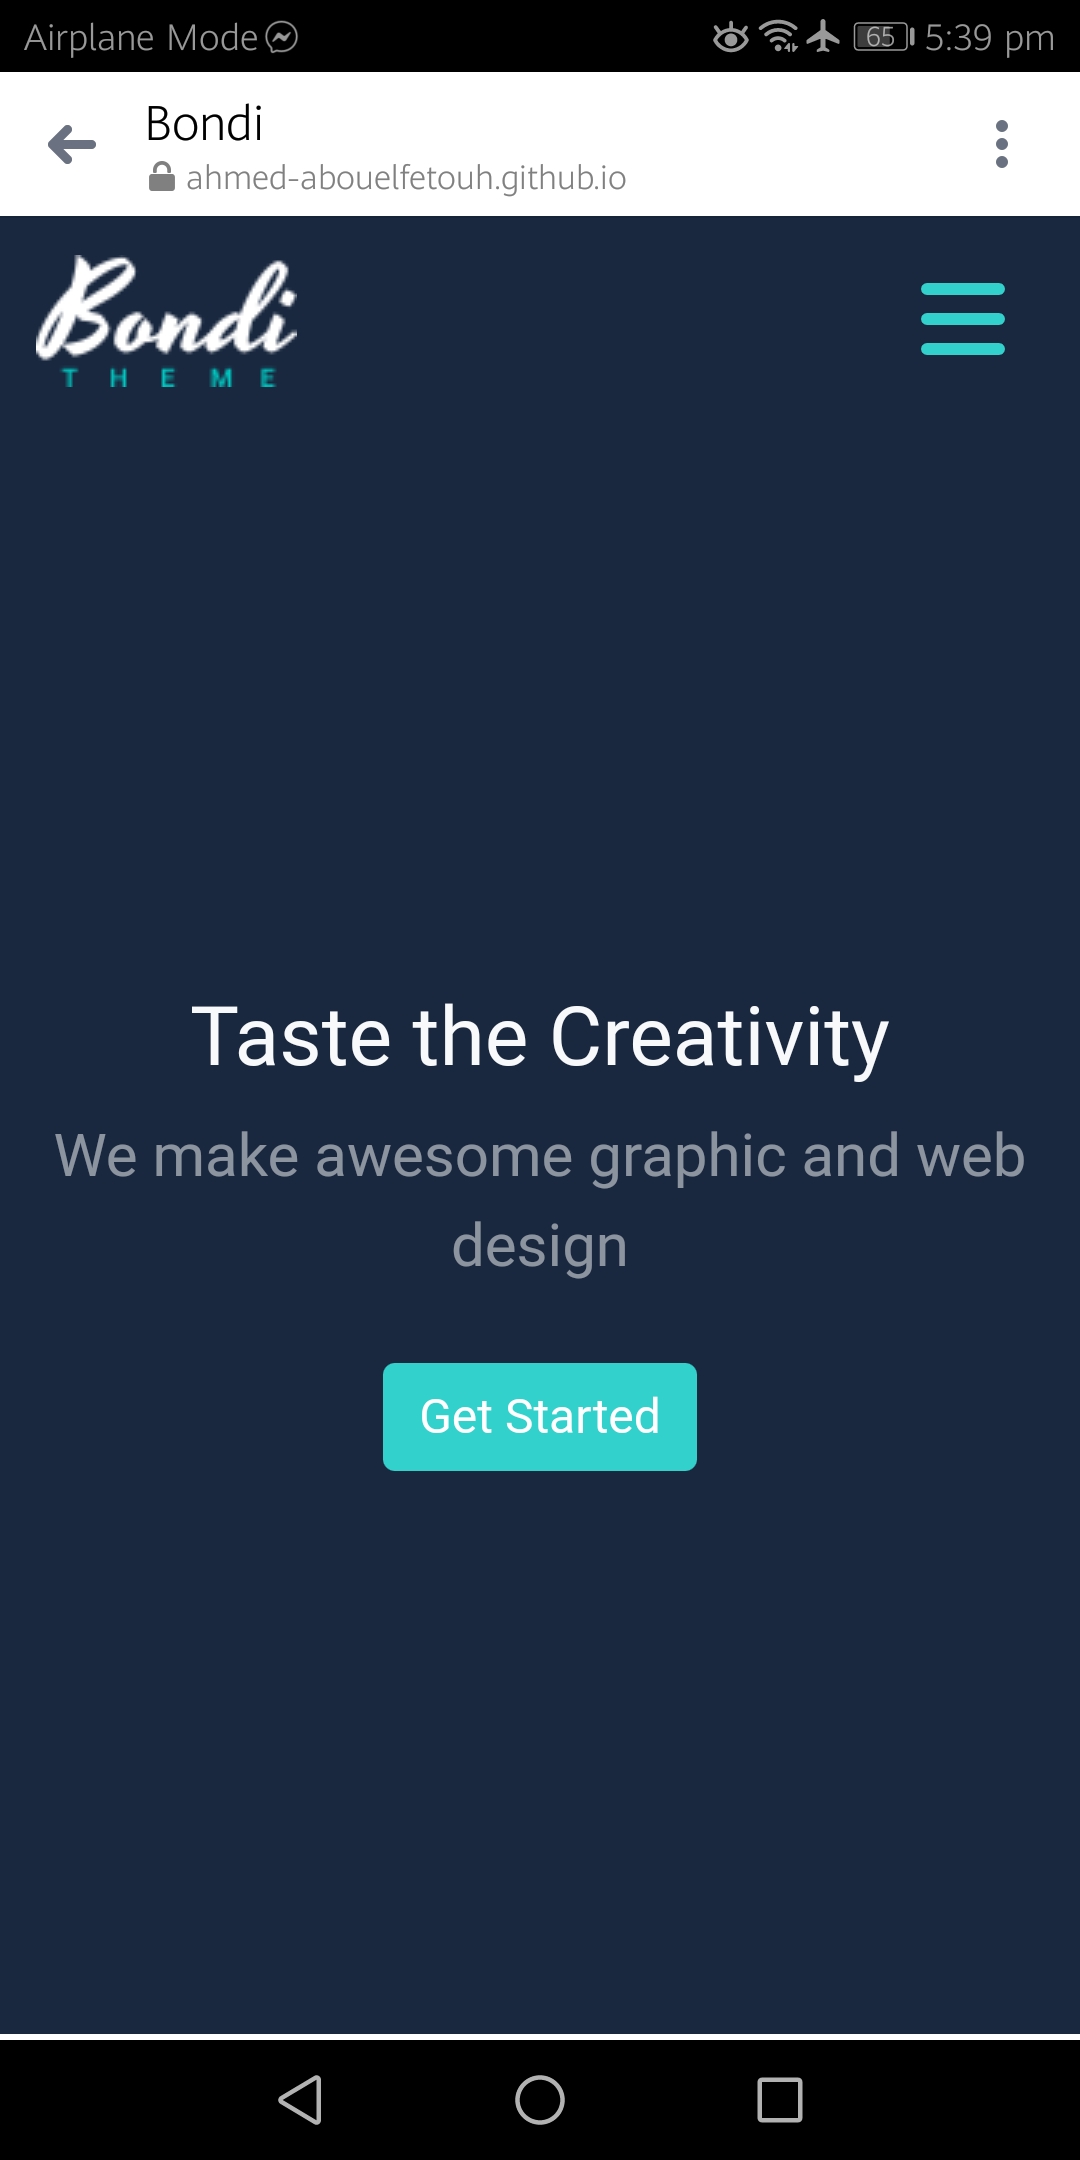 Airplane Mode
65
5:39 pm
Bondi
ahmed-abouelfetouh.github.io
Bondi
THEME
Taste the Creativity
We make awesome graphic and web
design
Get Started